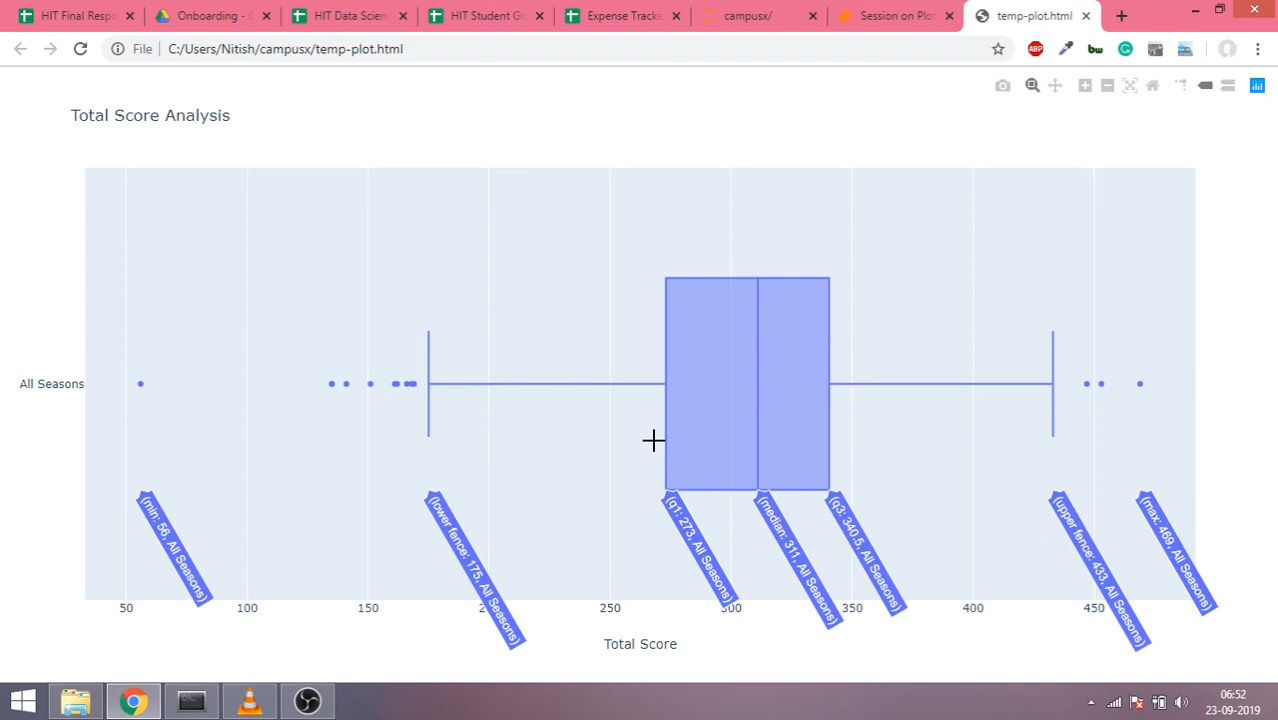 HIT Final Resp
Onboarding - C
HIT Data Scien
HIT Student Gr
Expense Tracke
campusx/
Session on Plot
temp-plot.html
File
C:/Users/Nitish/campusx/temp-plot.html
ABP
bw
Total Score Analysis
All Seasons
(min: 56, All Seasons)
(lower fence: 175, All Seasons)
(q1: 273, All Seasons)
(median: 311, All Seasons)
(q3: 340.5, All Seasons)
(upper fence: 433, All Seasons)
(max: 469, All Seasons)
50 100 150 200 250 300 350 400 450
Total Score
06:52
23-09-2019